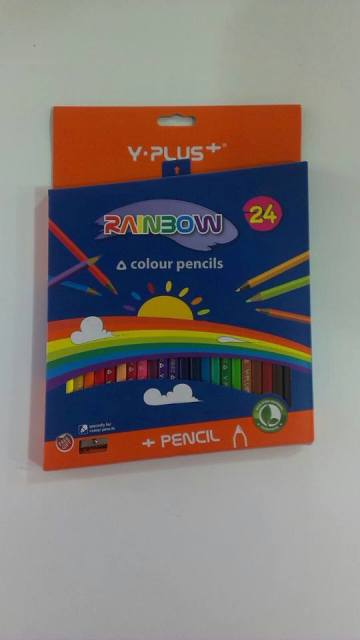 Y·PLUS+
RAINBOW
24
colour pencils
+ PENCIL